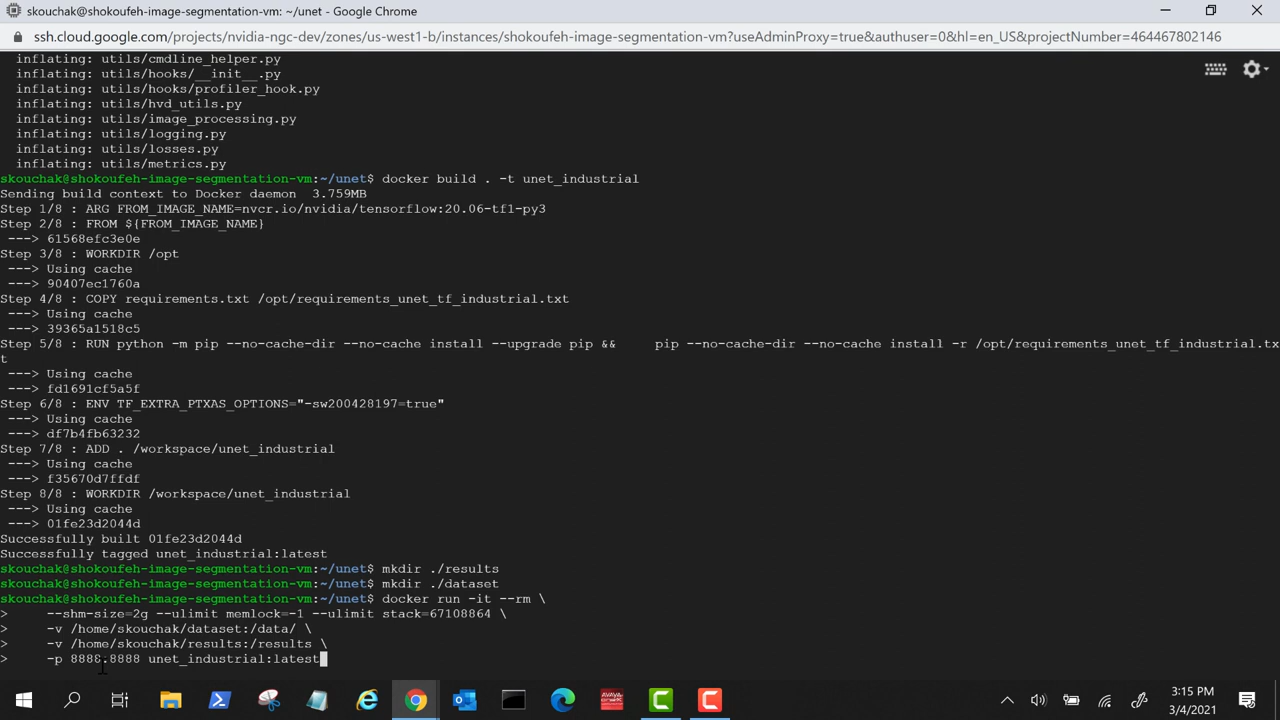 skouchak@shokoufeh-image-segmentation-vm: ~/unet - Google Chrome
ssh.cloud.google.com/projects/nvidia-ngc-dev/zones/us-west1-b/instances/shokoufeh-image-segmentation-vm?useAdminProxy=true&authuser=0&hl=en_US&projectNumber=464467802146
inflating: utils/cmdline_helper.py
inflating: utils/hooks/__init__.py
inflating: utils/hooks/profiler_hook.py
inflating: utils/hvd_utils.py
inflating: utils/image_processing.py
inflating: utils/logging.py
inflating: utils/losses.py
inflating: utils/metrics.py
skouchak@shokoufeh-image-segmentation-vm:~/unet$ docker build . -t unet_industrial
Sending build context to Docker daemon  3.759MB
Step 1/8 : ARG FROM_IMAGE_NAME=nvcr.io/nvidia/tensorflow:20.06-tf1-py3
Step 2/8 : FROM ${FROM_IMAGE_NAME}
---> 61568efc3e0e
Step 3/8 : WORKDIR /opt
---> Using cache
---> 90407ec1760a
Step 4/8 : COPY requirements.txt /opt/requirements_unet_tf_industrial.txt
---> Using cache
---> 39365a1518c5
Step 5/8 : RUN python -m pip --no-cache-dir --no-cache install --upgrade pip &&     pip --no-cache-dir --no-cache install -r /opt/requirements_unet_tf_industrial.tx
t
---> Using cache
---> fd1691cf5a5f
Step 6/8 : ENV TF_EXTRA_PTXAS_OPTIONS="-sw200428197=true"
---> Using cache
---> df7b4fb63232
Step 7/8 : ADD . /workspace/unet_industrial
---> Using cache
---> f35670d7ffdf
Step 8/8 : WORKDIR /workspace/unet_industrial
---> Using cache
---> 01fe23d2044d
Successfully built 01fe23d2044d
Successfully tagged unet_industrial:latest
skouchak@shokoufeh-image-segmentation-vm:~/unet$ mkdir ./results
skouchak@shokoufeh-image-segmentation-vm:~/unet$ mkdir ./dataset
skouchak@shokoufeh-image-segmentation-vm:~/unet$ docker run -it --rm \
>     --shm-size=2g --ulimit memlock=-1 --ulimit stack=67108864 \
>     -v /home/skouchak/dataset:/data/ \
>     -v /home/skouchak/results:/results \
>     -p 8888:8888 unet_industrial:latest
3:15 PM
3/4/2021